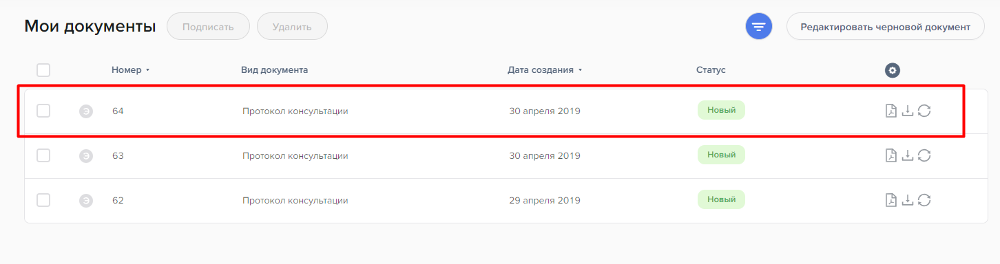 Мои документы Подписать Удалить Редактировать черновой документ
Номер Вид документа Дата создания Статус
Э 64 Протокол консультации 30 апреля 2019 Новый
Э 63 Протокол консультации 30 апреля 2019 Новый
Э 62 Протокол консультации 29 апреля 2019 Новый